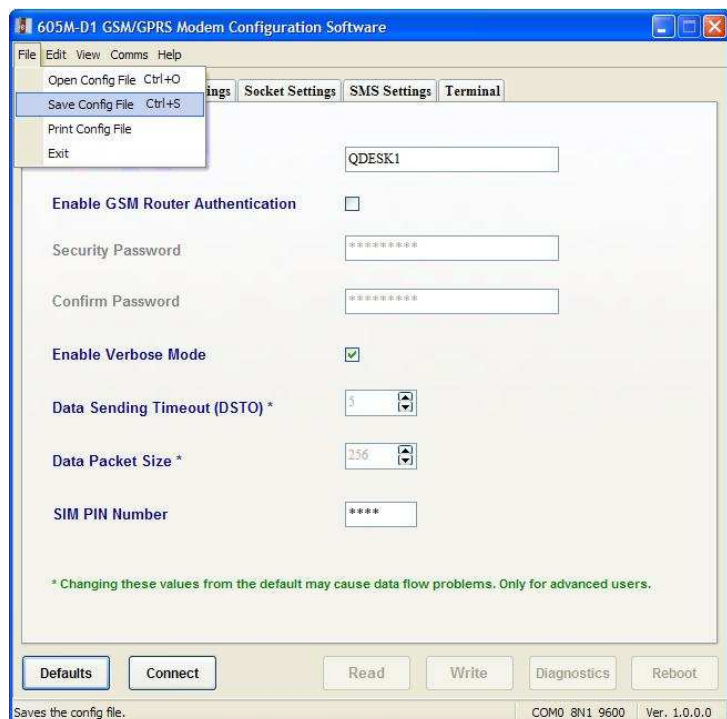 605M-D1 GSM/GPRS Modem Configuration Software
File Edit View Comms Help
Open Config File Ctrl+O
Save Config File Ctrl+S
Print Config File
Exit
ings Socket Settings SMS Settings Terminal
QDESK1
Enable GSM Router Authentication
Security Password *********
Confirm Password *********
Enable Verbose Mode
Data Sending Timeout (DSTO) * 5
Data Packet Size * 256
SIM PIN Number ****
* Changing these values from the default may cause data flow problems. Only for advanced users.
Defaults Connect Read Write Diagnostics Reboot
Saves the config file. COM0 8N1 9600 Ver. 1.0.0.0